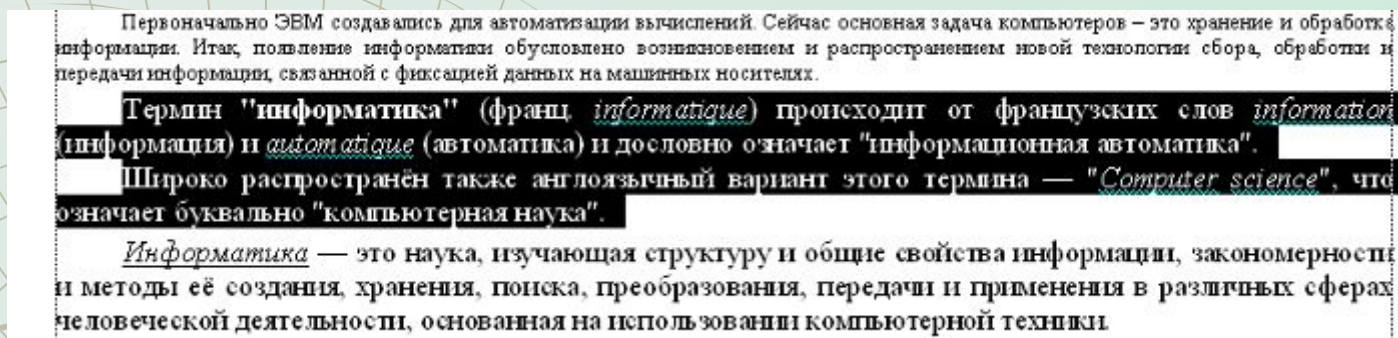 Первоначально ЭВМ создавались для автоматизации вычислений. Сейчас основная задача компьютеров – это хранение и обработка
информации. Итак, появление информатики обусловлено возникновением и распространением новой технологии сбора, обработки и
передачи информации, связанной с фиксацией данных на машинных носителях.
Термин "информатика" (франц. informatique) происходит от французских слов information
(информация) и automatique (автоматика) и дословно означает "информационная автоматика".
Широко распространён также англоязычный вариант этого термина — "Computer science", что
означает буквально "компьютерная наука".
Информатика — это наука, изучающая структуру и общие свойства информации, закономерности
и методы её создания, хранения, поиска, преобразования, передачи и применения в различных сферах
человеческой деятельности, основанная на использовании компьютерной техники.